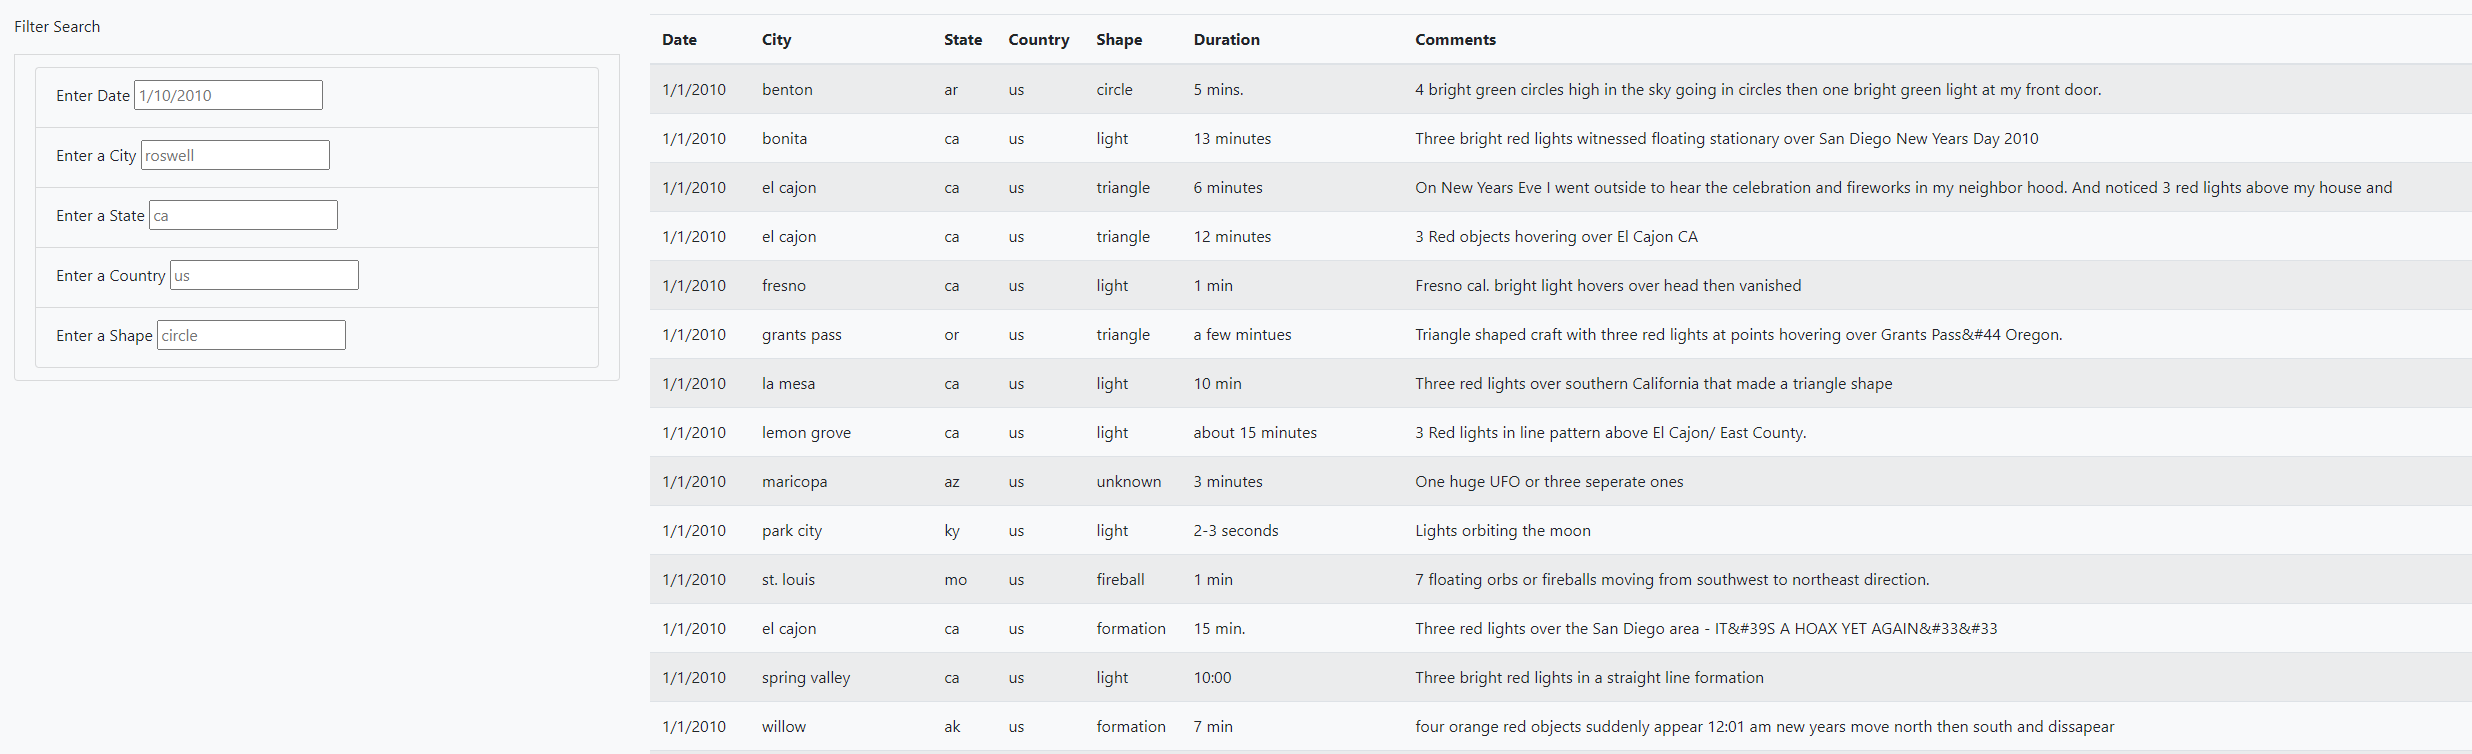 Filter Search
Enter Date 1/10/2010
Enter a City roswell
Enter a State ca
Enter a Country us
Enter a Shape circle
Date City State Country Shape Duration Comments
1/1/2010 benton ar us circle 5 mins. 4 bright green circles high in the sky going in circles then one bright green light at my front door.
1/1/2010 bonita ca us light 13 minutes Three bright red lights witnessed floating stationary over San Diego New Years Day 2010
1/1/2010 el cajon ca us triangle 6 minutes On New Years Eve I went outside to hear the celebration and fireworks in my neighbor hood. And noticed 3 red lights above my house and
1/1/2010 el cajon ca us triangle 12 minutes 3 Red objects hovering over El Cajon CA
1/1/2010 fresno ca us light 1 min Fresno cal. bright light hovers over head then vanished
1/1/2010 grants pass or us triangle a few mintues Triangle shaped craft with three red lights at points hovering over Grants Pass&#44 Oregon.
1/1/2010 la mesa ca us light 10 min Three red lights over southern California that made a triangle shape
1/1/2010 lemon grove ca us light about 15 minutes 3 Red lights in line pattern above El Cajon/ East County.
1/1/2010 maricopa az us unknown 3 minutes One huge UFO or three seperate ones
1/1/2010 park city ky us light 2-3 seconds Lights orbiting the moon
1/1/2010 st. louis mo us fireball 1 min 7 floating orbs or fireballs moving from southwest to northeast direction.
1/1/2010 el cajon ca us formation 15 min. Three red lights over the San Diego area - IT&#39S A HOAX YET AGAIN&#33&#33
1/1/2010 spring valley ca us light 10:00 Three bright red lights in a straight line formation
1/1/2010 willow ak us formation 7 min four orange red objects suddenly appear 12:01 am new years move north then south and dissapear